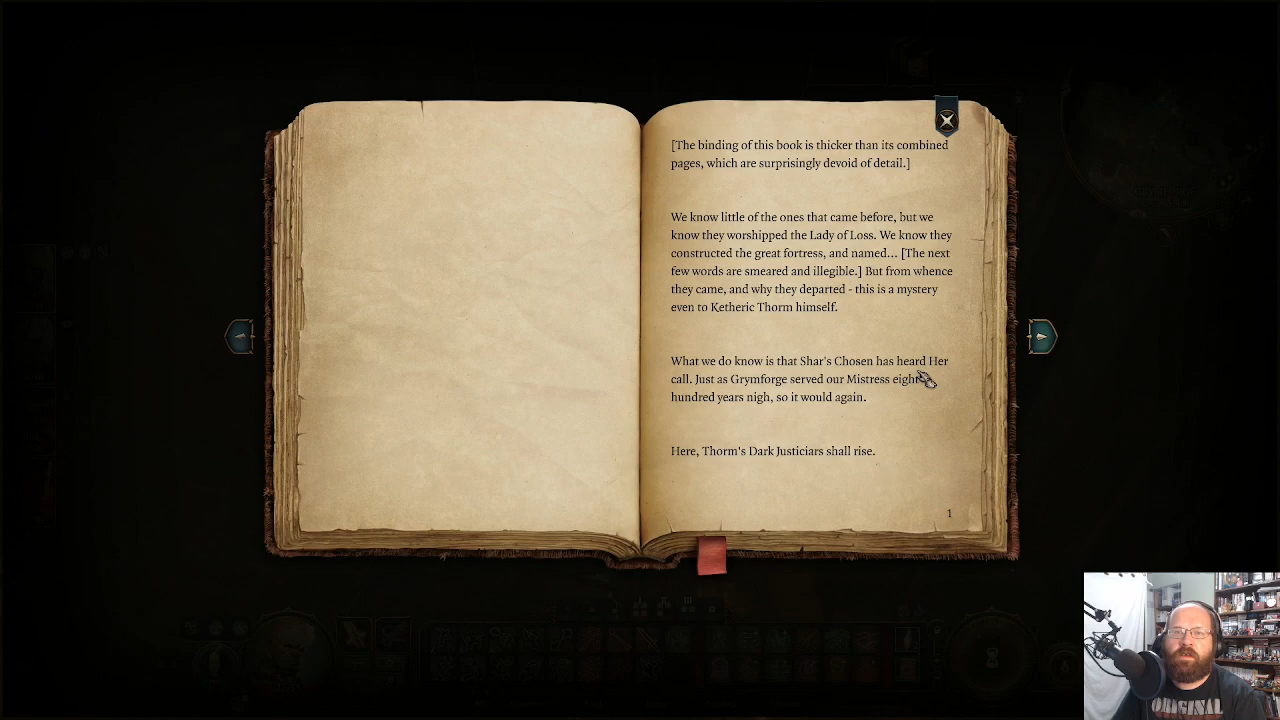 [The binding of this book is thicker than its combined
pages, which are surprisingly devoid of detail.]
We know little of the ones that came before, but we
know they worshipped the Lady of Loss. We know they
constructed the great fortress, and named... [The next
few words are smeared and illegible.] But from whence
they came, and why they departed - this is a mystery
even to Ketheric Thorm himself.
What we do know is that Shar's Chosen has heard Her
call. Just as Grymforge served our Mistress eight
hundred years nigh, so it would again.
Here, Thorm's Dark Justiciars shall rise.
1
ORIGINAL